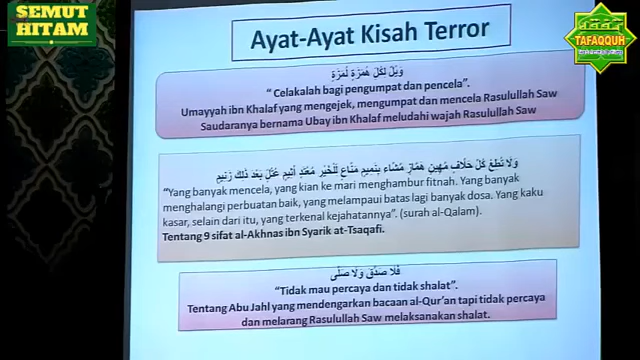 SEMUT
HITAM
TAFAQQUH
Ayat-Ayat Kisah Terror
وَيْلٌ لِكُلِّ هُمَزَةٍ لُمَزَةٍ
“ Celakalah bagi pengumpat dan pencela”.
Umayyah ibn Khalaf yang mengejek, mengumpat dan mencela Rasulullah Saw
Saudaranya bernama Ubay ibn Khalaf meludahi wajah Rasulullah Saw
وَلَا تُطِعْ كُلَّ حَلَّافٍ مَّهِينٍ هَمَّازٍ مَّشَّاء بِنَمِيمٍ مَنَّاعٍ لِّلْخَيْرِ مُعْتَدٍ أَثِيمٍ عُتُلٍّ بَعْدَ ذَلِكَ زَنِيمٍ
“Yang banyak mencela, yang kian ke mari menghambur fitnah. Yang banyak
menghalangi perbuatan baik, yang melampaui batas lagi banyak dosa. Yang kaku
kasar, selain dari itu, yang terkenal kejahatannya”. (surah al-Qalam).
Tentang 9 sifat al-Akhnas ibn Syarik at-Tsaqafi.
فَلَا صَدَّقَ وَلَا صَلَّى
“Tidak mau percaya dan tidak shalat”.
Tentang Abu Jahl yang mendengarkan bacaan al-Qur’an tapi tidak percaya
dan melarang Rasulullah Saw melaksanakan shalat.